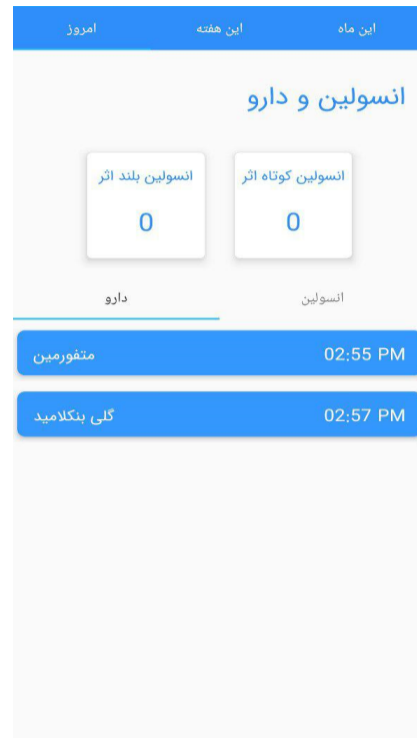 امروز
این هفته
این ماه
انسولین و دارو
انسولین کوتاه اثر
0
انسولین بلند اثر
0
انسولین
دارو
متفورمین 02:55 PM
گلی بنکلامید 02:57 PM